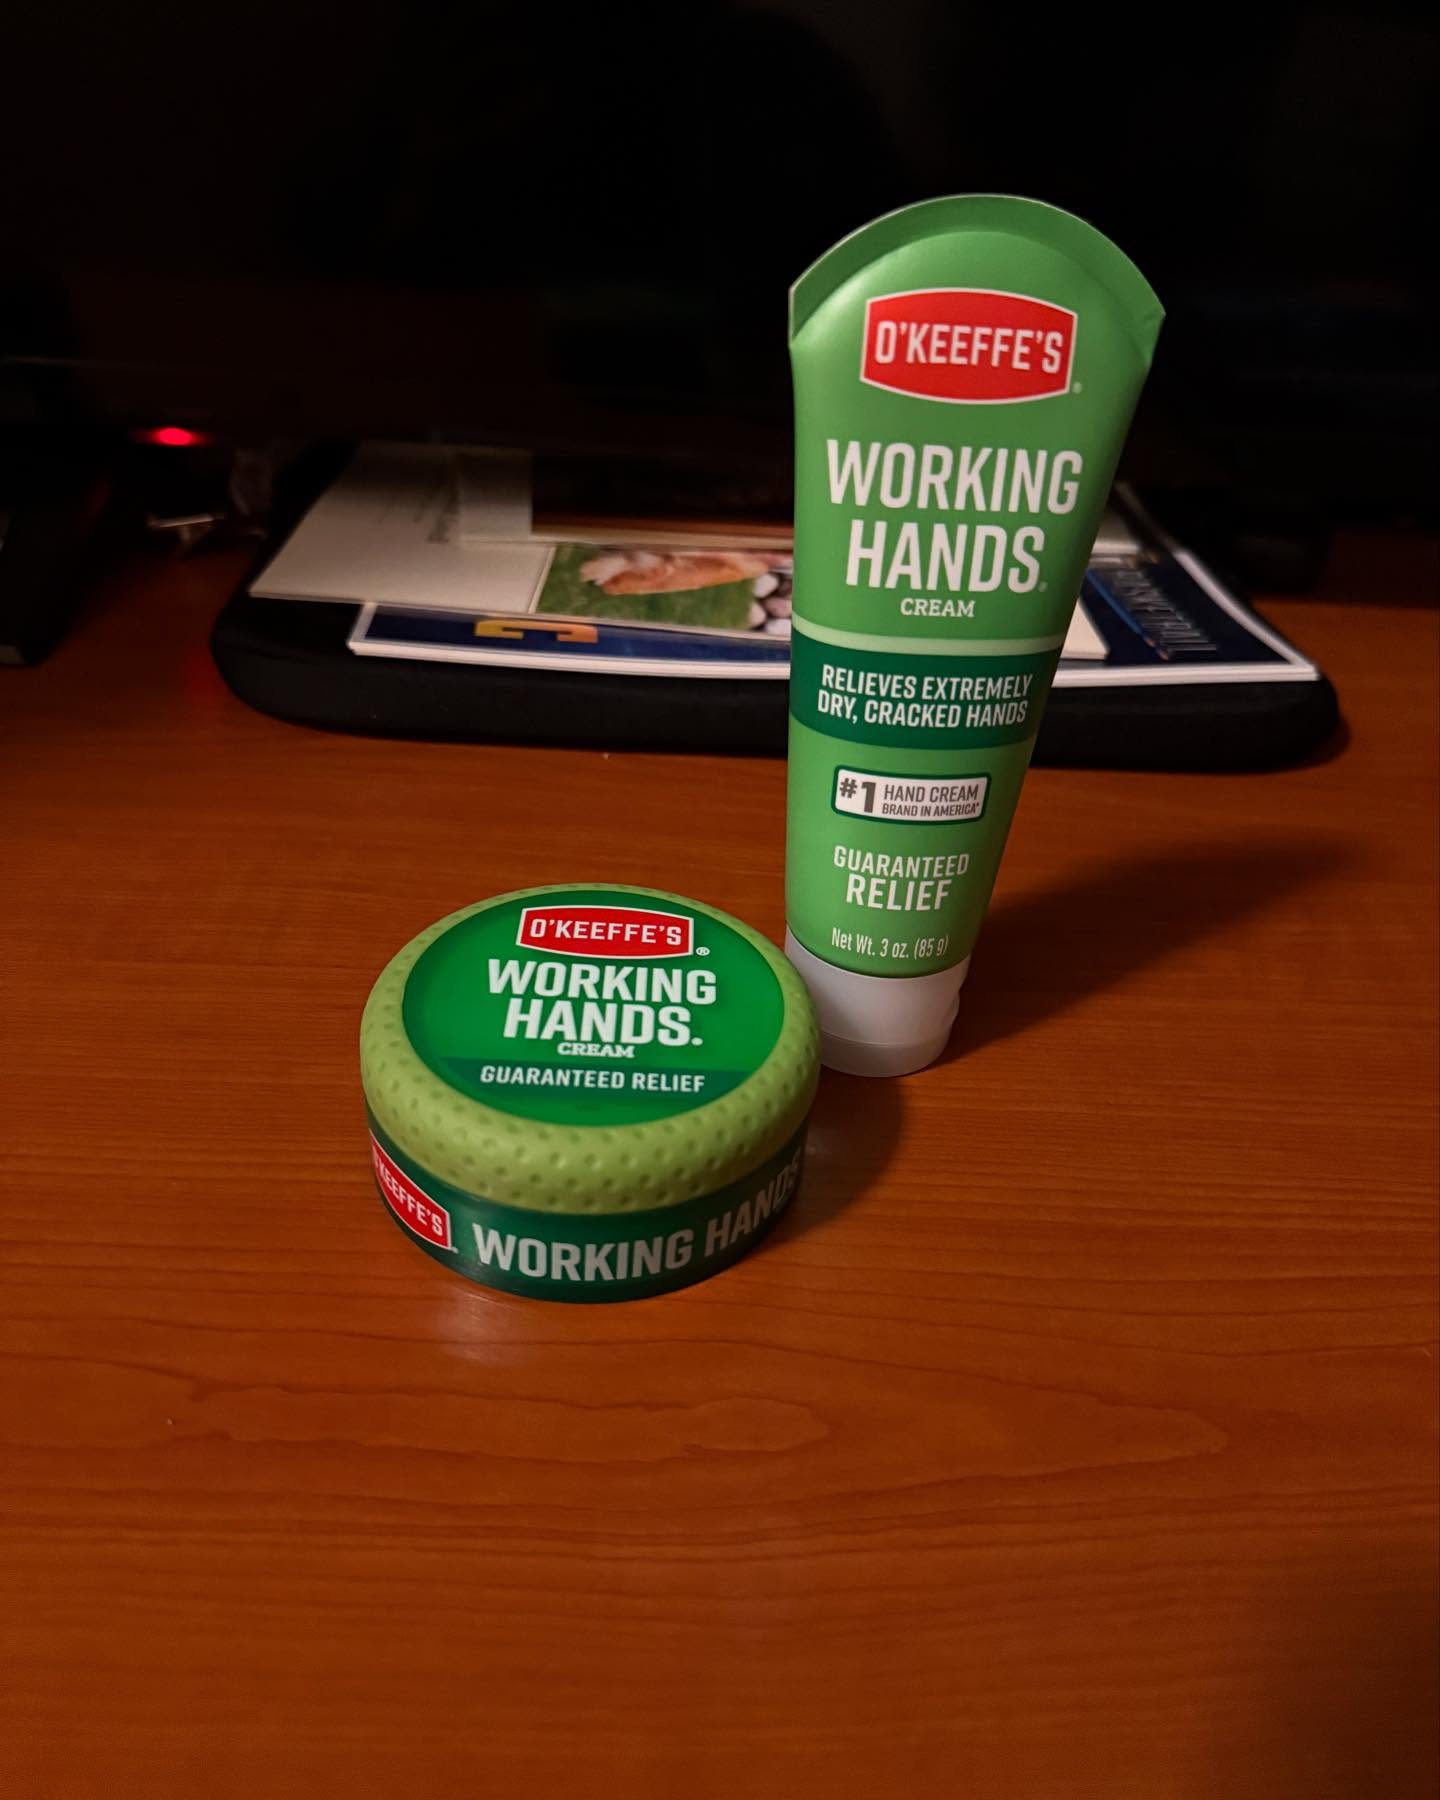 O'KEEFFE'S®
WORKING
HANDS®
CREAM
RELIEVES EXTREMELY
DRY, CRACKED HANDS
#1 HAND CREAM
BRAND IN AMERICA*
GUARANTEED
RELIEF
Net Wt. 3 oz. (85 g)
O'KEEFFE'S®
WORKING
HANDS®
CREAM
GUARANTEED RELIEF
O'KEEFFE'S® WORKING HANDS